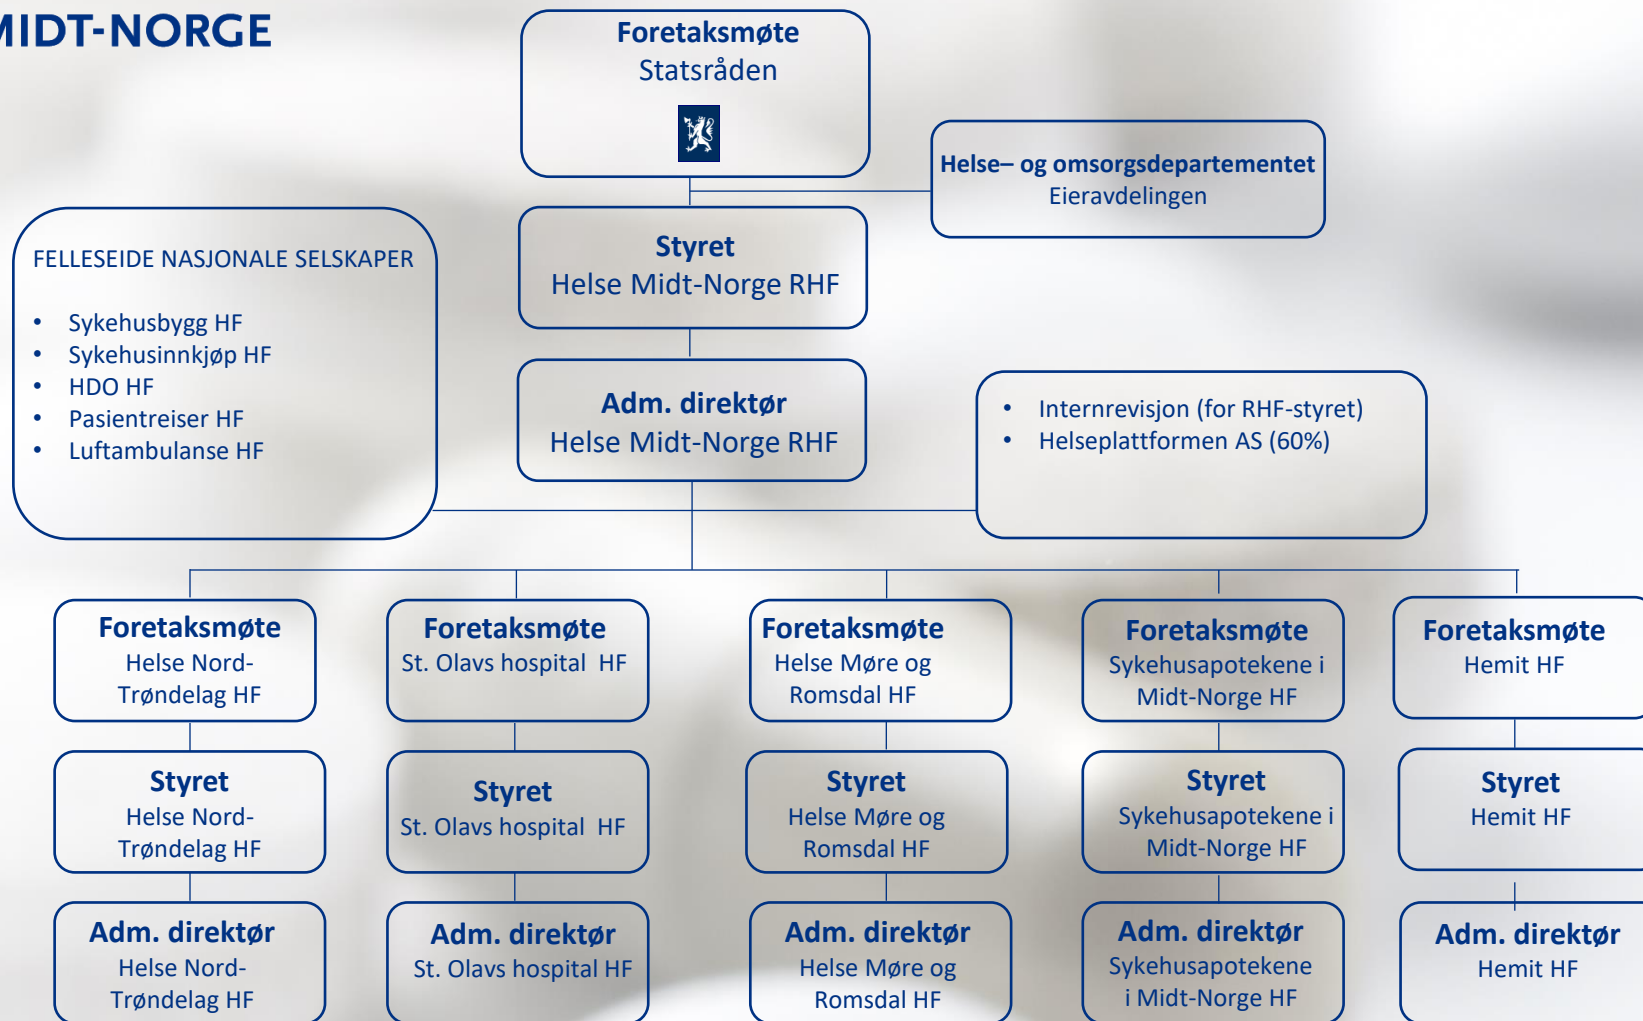 MIDT-NORGE
Foretaksmøte
Statsråden
Helse– og omsorgsdepartementet
Eieravdelingen
Styret
Helse Midt-Norge RHF
FELLESEIDE NASJONALE SELSKAPER
• Sykehusbygg HF
• Sykehusinnkjøp HF
• HDO HF
• Pasientreiser HF
• Luftambulanse HF
Adm. direktør
Helse Midt-Norge RHF
• Internrevisjon (for RHF-styret)
• Helseplattformen AS (60%)
Foretaksmøte
Helse Nord-
Trøndelag HF
Foretaksmøte
St. Olavs hospital HF
Foretaksmøte
Helse Møre og
Romsdal HF
Foretaksmøte
Sykehusapotekene i
Midt-Norge HF
Foretaksmøte
Hemit HF
Styret
Helse Nord-
Trøndelag HF
Styret
St. Olavs hospital HF
Styret
Helse Møre og
Romsdal HF
Styret
Sykehusapotekene i
Midt-Norge HF
Styret
Hemit HF
Adm. direktør
Helse Nord-
Trøndelag HF
Adm. direktør
St. Olavs hospital HF
Adm. direktør
Helse Møre og
Romsdal HF
Adm. direktør
Sykehusapotekene
i Midt-Norge HF
Adm. direktør
Hemit HF